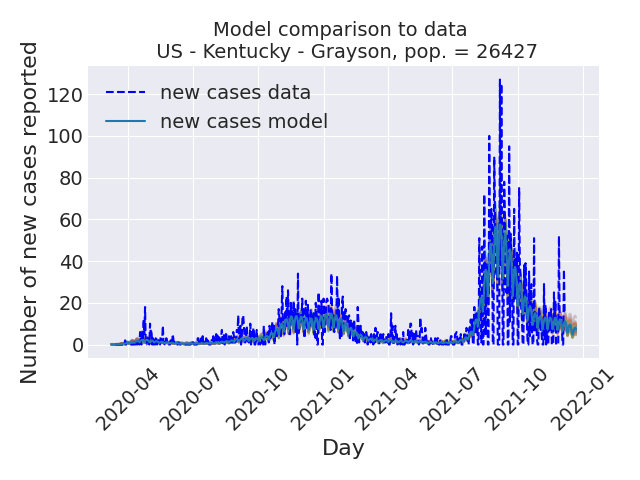 Model comparison to data
US - Kentucky - Grayson, pop. = 26427
Number of new cases reported
120
100
80
60
40
20
0
new cases data
new cases model
2020-04
2020-07
2020-10
2021-01
2021-04
2021-07
2021-10
2022-01
Day